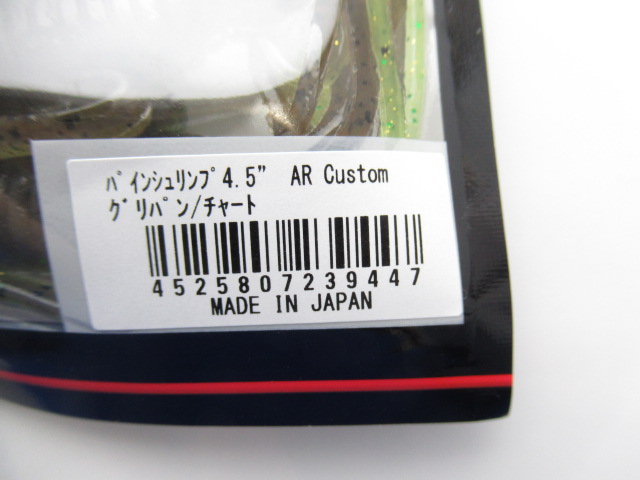 ﾊﾟｲﾝｼｭﾘﾝﾌﾟ4.5” AR Custom
ｸﾞﾘﾊﾟﾝ/ﾁｬｰﾄ
4525807239447
MADE IN JAPAN